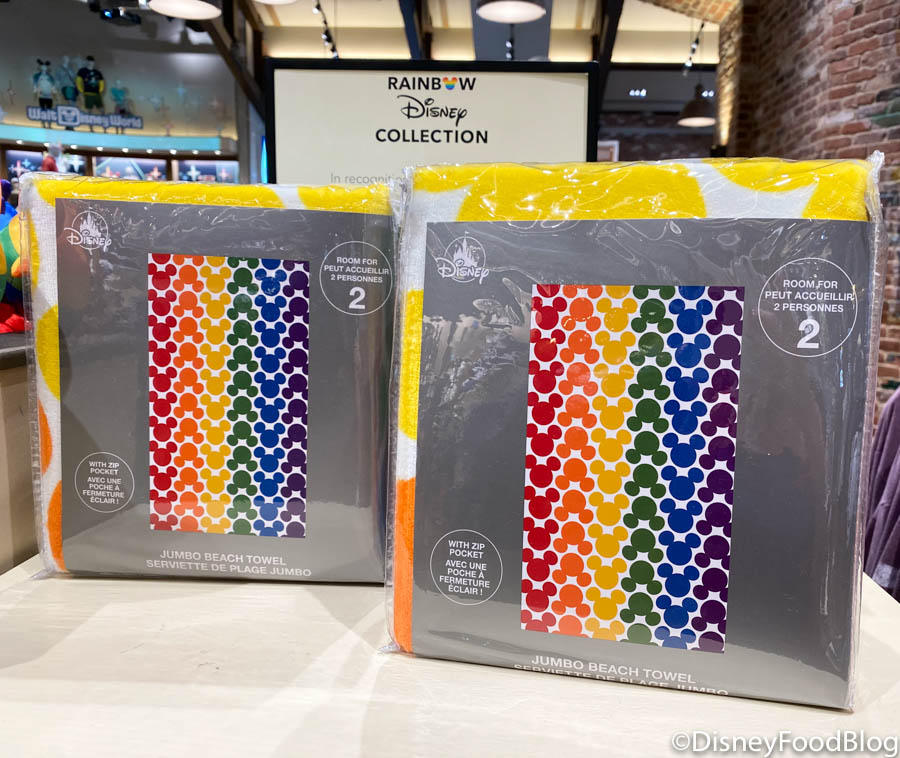 Walt Disney World
RAINBOW
Disney
COLLECTION
In recognition
Disney
ROOM FOR
PEUT ACCUEILLIR
2 PERSONNES
2
WITH ZIP
POCKET
AVEC UNE
POCHE À
FERMETURE
ÉCLAIR !
JUMBO BEACH TOWEL
SERVIETTE DE PLAGE JUMBO
Disney
ROOM FOR
PEUT ACCUEILLIR
2 PERSONNES
2
WITH ZIP
POCKET
AVEC UNE
POCHE À
FERMETURE
ÉCLAIR !
JUMBO BEACH TOWEL
SERVIETTE DE PLAGE JUMBO
©DisneyFoodBlog